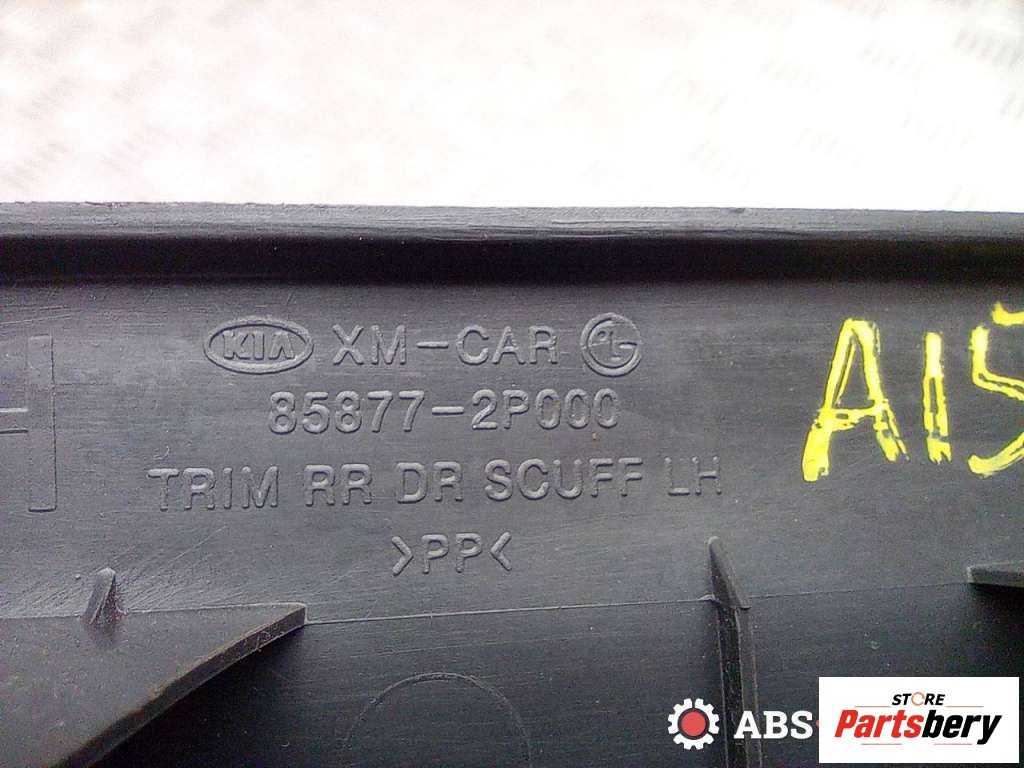 KIA XM-CAR LG
85877-2P000
TRIM RR DR SCUFF LH
>PP<
A15
ABS-
STORE
Partsbery